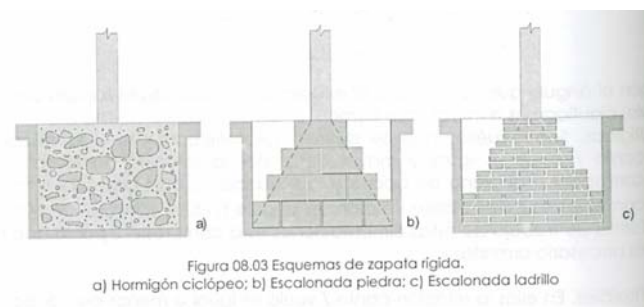 a)
b)
c)
Figura 08.03 Esquemas de zapata rígida.
a) Hormigón ciclópeo; b) Escalonada piedra; c) Escalonada ladrillo